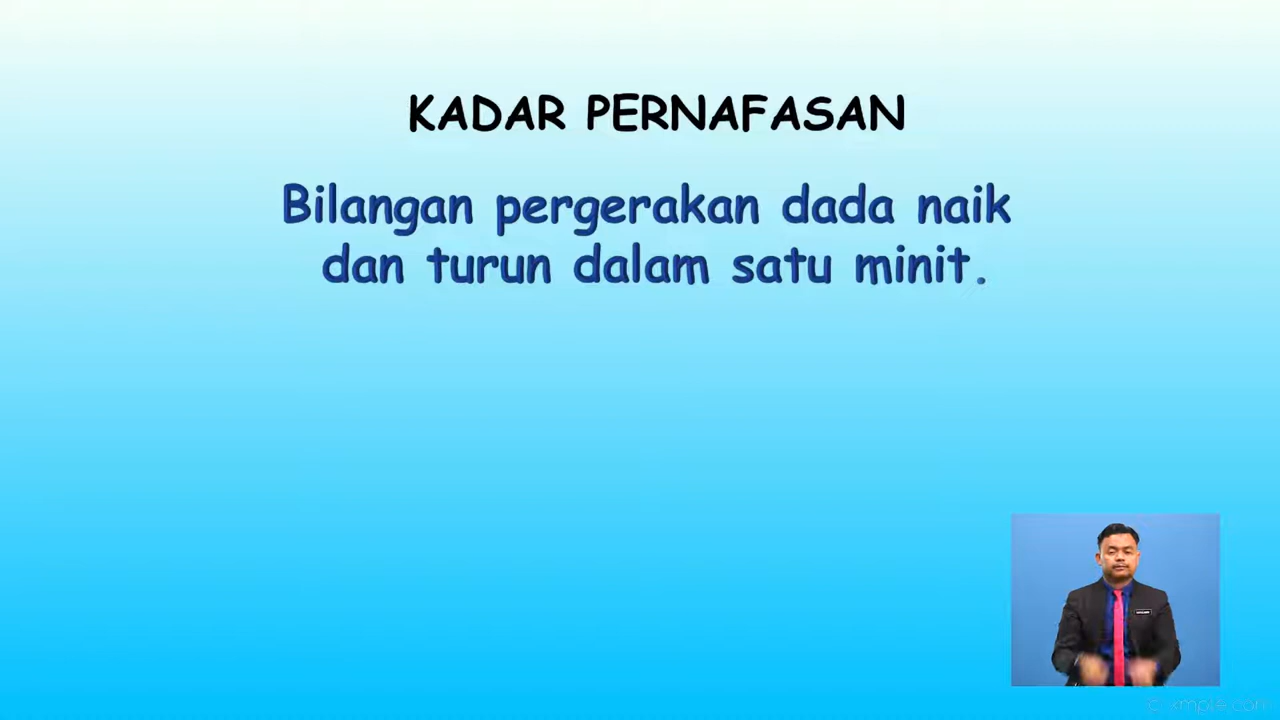 KADAR PERNAFASAN
Bilangan pergerakan dada naik
dan turun dalam satu minit.